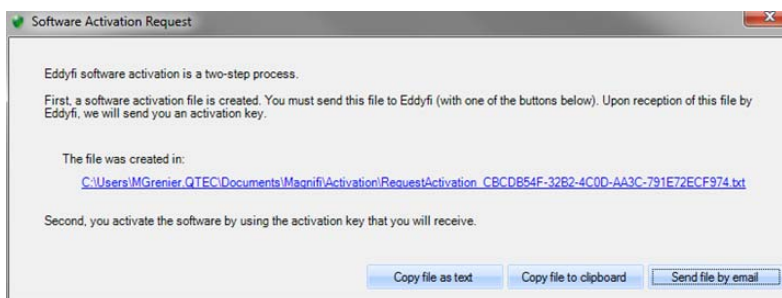 Software Activation Request
Eddyfi software activation is a two-step process.
First, a software activation file is created. You must send this file to Eddyfi (with one of the buttons below). Upon reception of this file by
Eddyfi, we will send you an activation key.
The file was created in:
C:\Users\MGrenier.QTEC\Documents\Magnifi\Activation\RequestActivation_CBCDB54F-32B2-4C0D-AA3C-791E72ECF974.txt
Second, you activate the software by using the activation key that you will receive.
Copy file as text
Copy file to clipboard
Send file by email